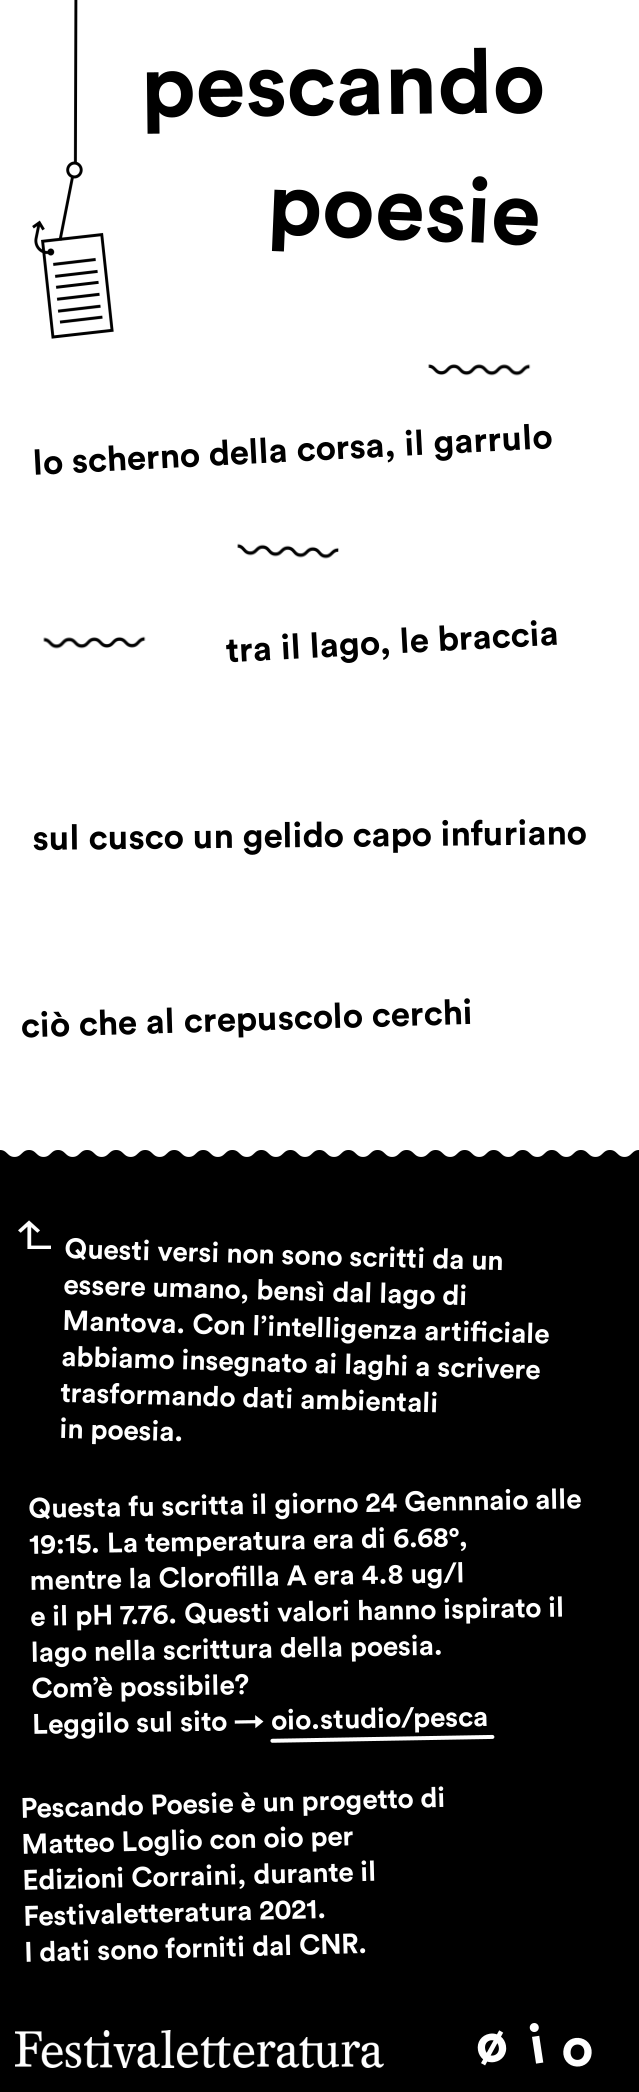 pescando
poesie
lo scherno della corsa, il garrulo
tra il lago, le braccia
sul cusco un gelido capo infuriano
ciò che al crepuscolo cerchi
Questi versi non sono scritti da un
essere umano, bensì dal lago di
Mantova. Con l’intelligenza artificiale
abbiamo insegnato ai laghi a scrivere
trasformando dati ambientali
in poesia.
Questa fu scritta il giorno 24 Gennnaio alle
19:15. La temperatura era di 6.68°,
mentre la Clorofilla A era 4.8 ug/l
e il pH 7.76. Questi valori hanno ispirato il
lago nella scrittura della poesia.
Com’è possibile?
Leggilo sul sito → oio.studio/pesca
Pescando Poesie è un progetto di
Matteo Loglio con oio per
Edizioni Corraini, durante il
Festivaletteratura 2021.
I dati sono forniti dal CNR.
Festivaletteratura øio